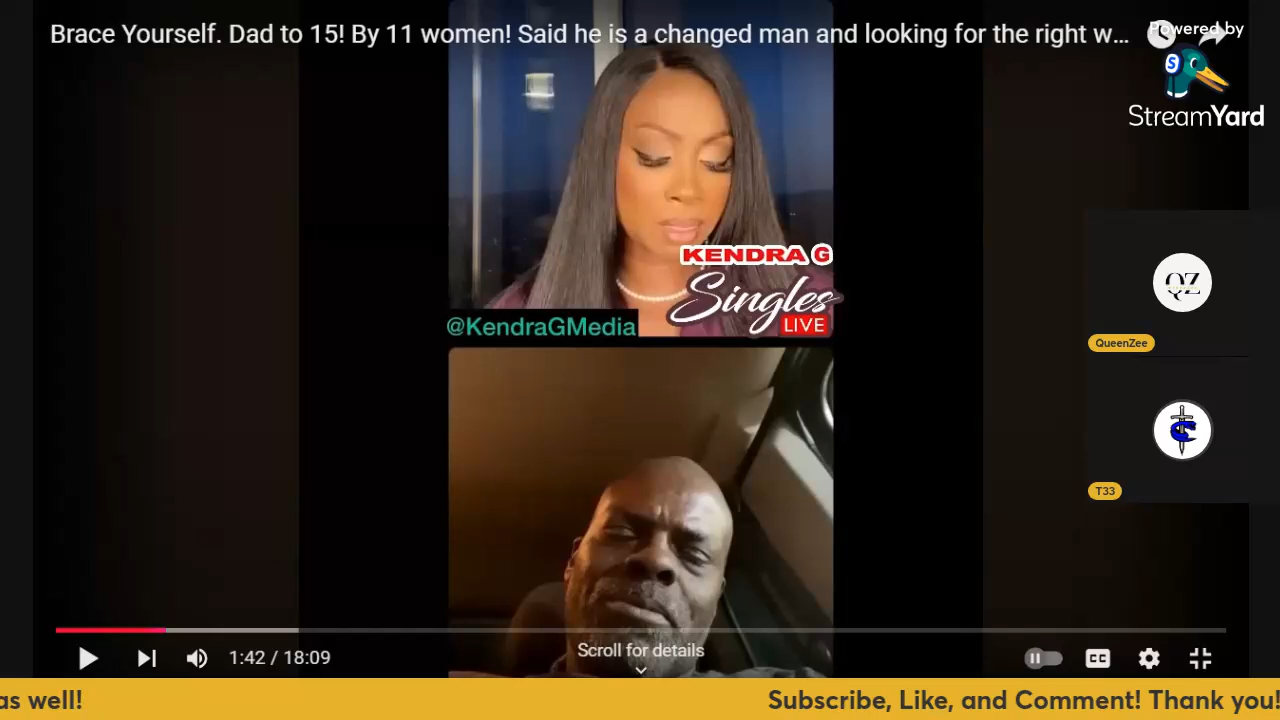 Brace Yourself. Dad to 15! By 11 women! Said he is a changed man and looking for the right w...
Powered by
S
StreamYard
KENDRA G
Singles
LIVE
@KendraGMedia
QZ
QueenZee
T33
1:42 / 18:09
Scroll for details
CC
as well!
Subscribe, Like, and Comment! Thank you!